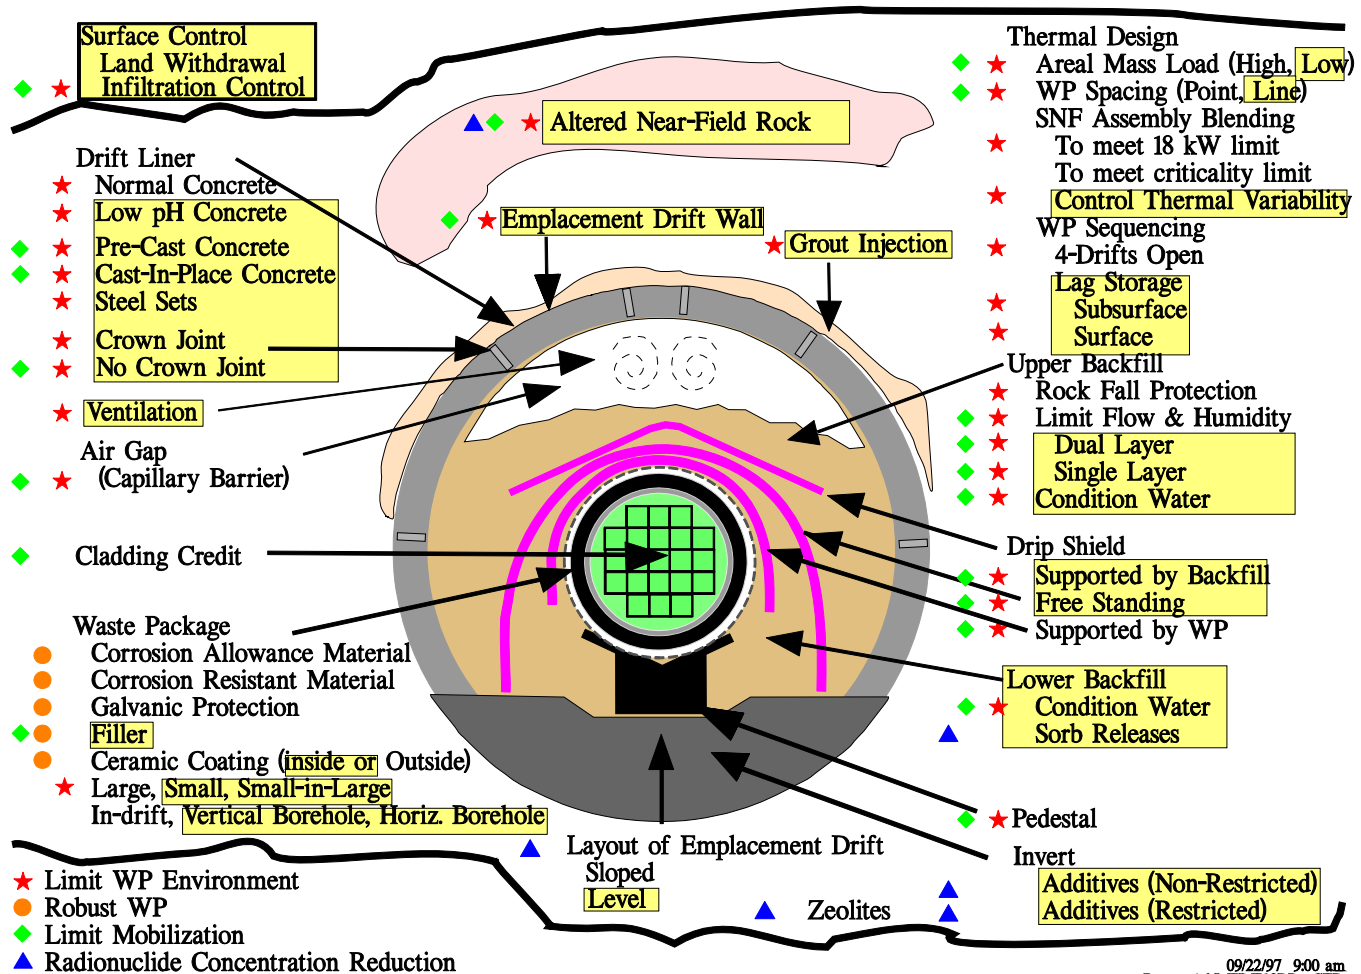 Surface Control
Land Withdrawal
Infiltration Control
Drift Liner
Normal Concrete
Low pH Concrete
Pre-Cast Concrete
Cast-In-Place Concrete
Steel Sets
Crown Joint
No Crown Joint
Ventilation
Air Gap
(Capillary Barrier)
Cladding Credit
Waste Package
Corrosion Allowance Material
Corrosion Resistant Material
Galvanic Protection
Filler
Ceramic Coating (inside or Outside)
Large, Small, Small-in-Large
In-drift, Vertical Borehole, Horiz. Borehole
Altered Near-Field Rock
Emplacement Drift Wall
Grout Injection
Thermal Design
Areal Mass Load (High, Low)
WP Spacing (Point, Line)
SNF Assembly Blending
To meet 18 kW limit
To meet criticality limit
Control Thermal Variability
WP Sequencing
4-Drifts Open
Lag Storage
Subsurface
Surface
Upper Backfill
Rock Fall Protection
Limit Flow & Humidity
Dual Layer
Single Layer
Condition Water
Drip Shield
Supported by Backfill
Free Standing
Supported by WP
Lower Backfill
Condition Water
Sorb Releases
Pedestal
Invert
Additives (Non-Restricted)
Additives (Restricted)
Layout of Emplacement Drift
Sloped
Level
Zeolites
Limit WP Environment
Robust WP
Limit Mobilization
Radionuclide Concentration Reduction
09/22/97 9:00 am